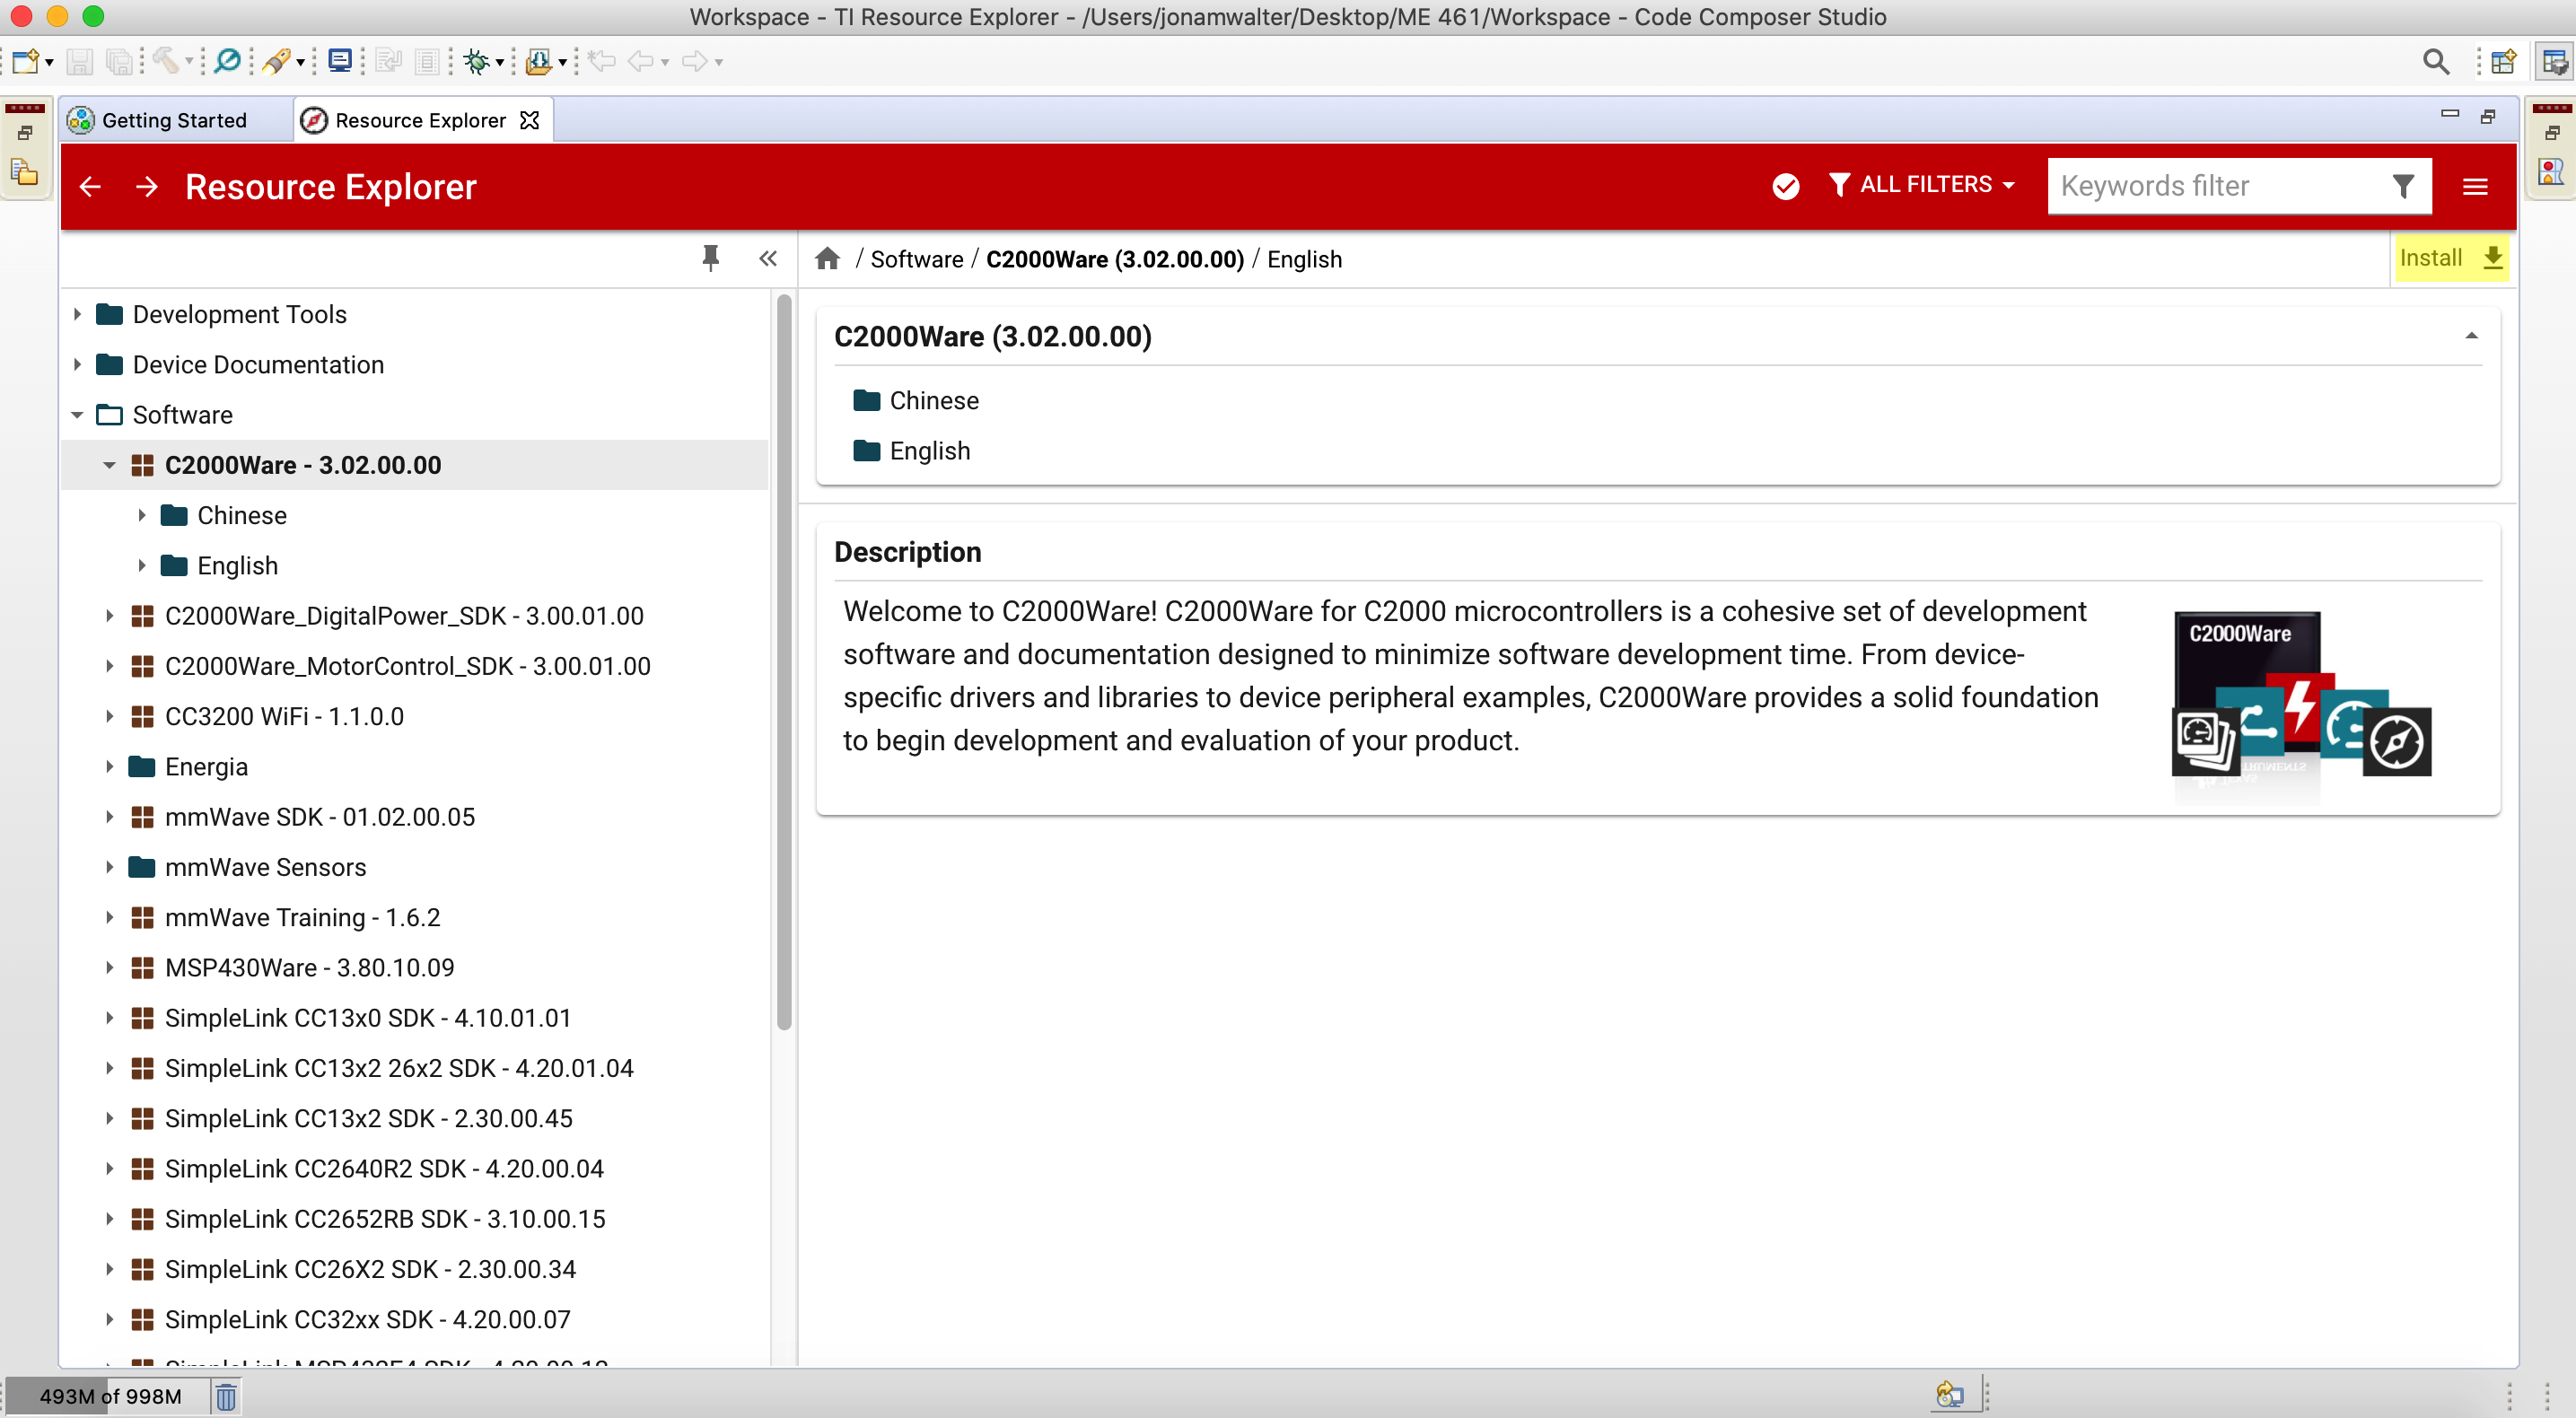 Workspace - TI Resource Explorer - /Users/jonamwalter/Desktop/ME 461/Workspace - Code Composer Studio
Getting Started
Resource Explorer
Resource Explorer
ALL FILTERS
Keywords filter
/ Software / C2000Ware (3.02.00.00) / English
Install
Development Tools
Device Documentation
Software
C2000Ware - 3.02.00.00
Chinese
English
C2000Ware_DigitalPower_SDK - 3.00.01.00
C2000Ware_MotorControl_SDK - 3.00.01.00
CC3200 WiFi - 1.1.0.0
Energia
mmWave SDK - 01.02.00.05
mmWave Sensors
mmWave Training - 1.6.2
MSP430Ware - 3.80.10.09
SimpleLink CC13x0 SDK - 4.10.01.01
SimpleLink CC13x2 26x2 SDK - 4.20.01.04
SimpleLink CC13x2 SDK - 2.30.00.45
SimpleLink CC2640R2 SDK - 4.20.00.04
SimpleLink CC2652RB SDK - 3.10.00.15
SimpleLink CC26X2 SDK - 2.30.00.34
SimpleLink CC32xx SDK - 4.20.00.07
C2000Ware (3.02.00.00)
Chinese
English
Description
Welcome to C2000Ware! C2000Ware for C2000 microcontrollers is a cohesive set of development
software and documentation designed to minimize software development time. From device-
specific drivers and libraries to device peripheral examples, C2000Ware provides a solid foundation
to begin development and evaluation of your product.
C2000Ware
493M of 998M